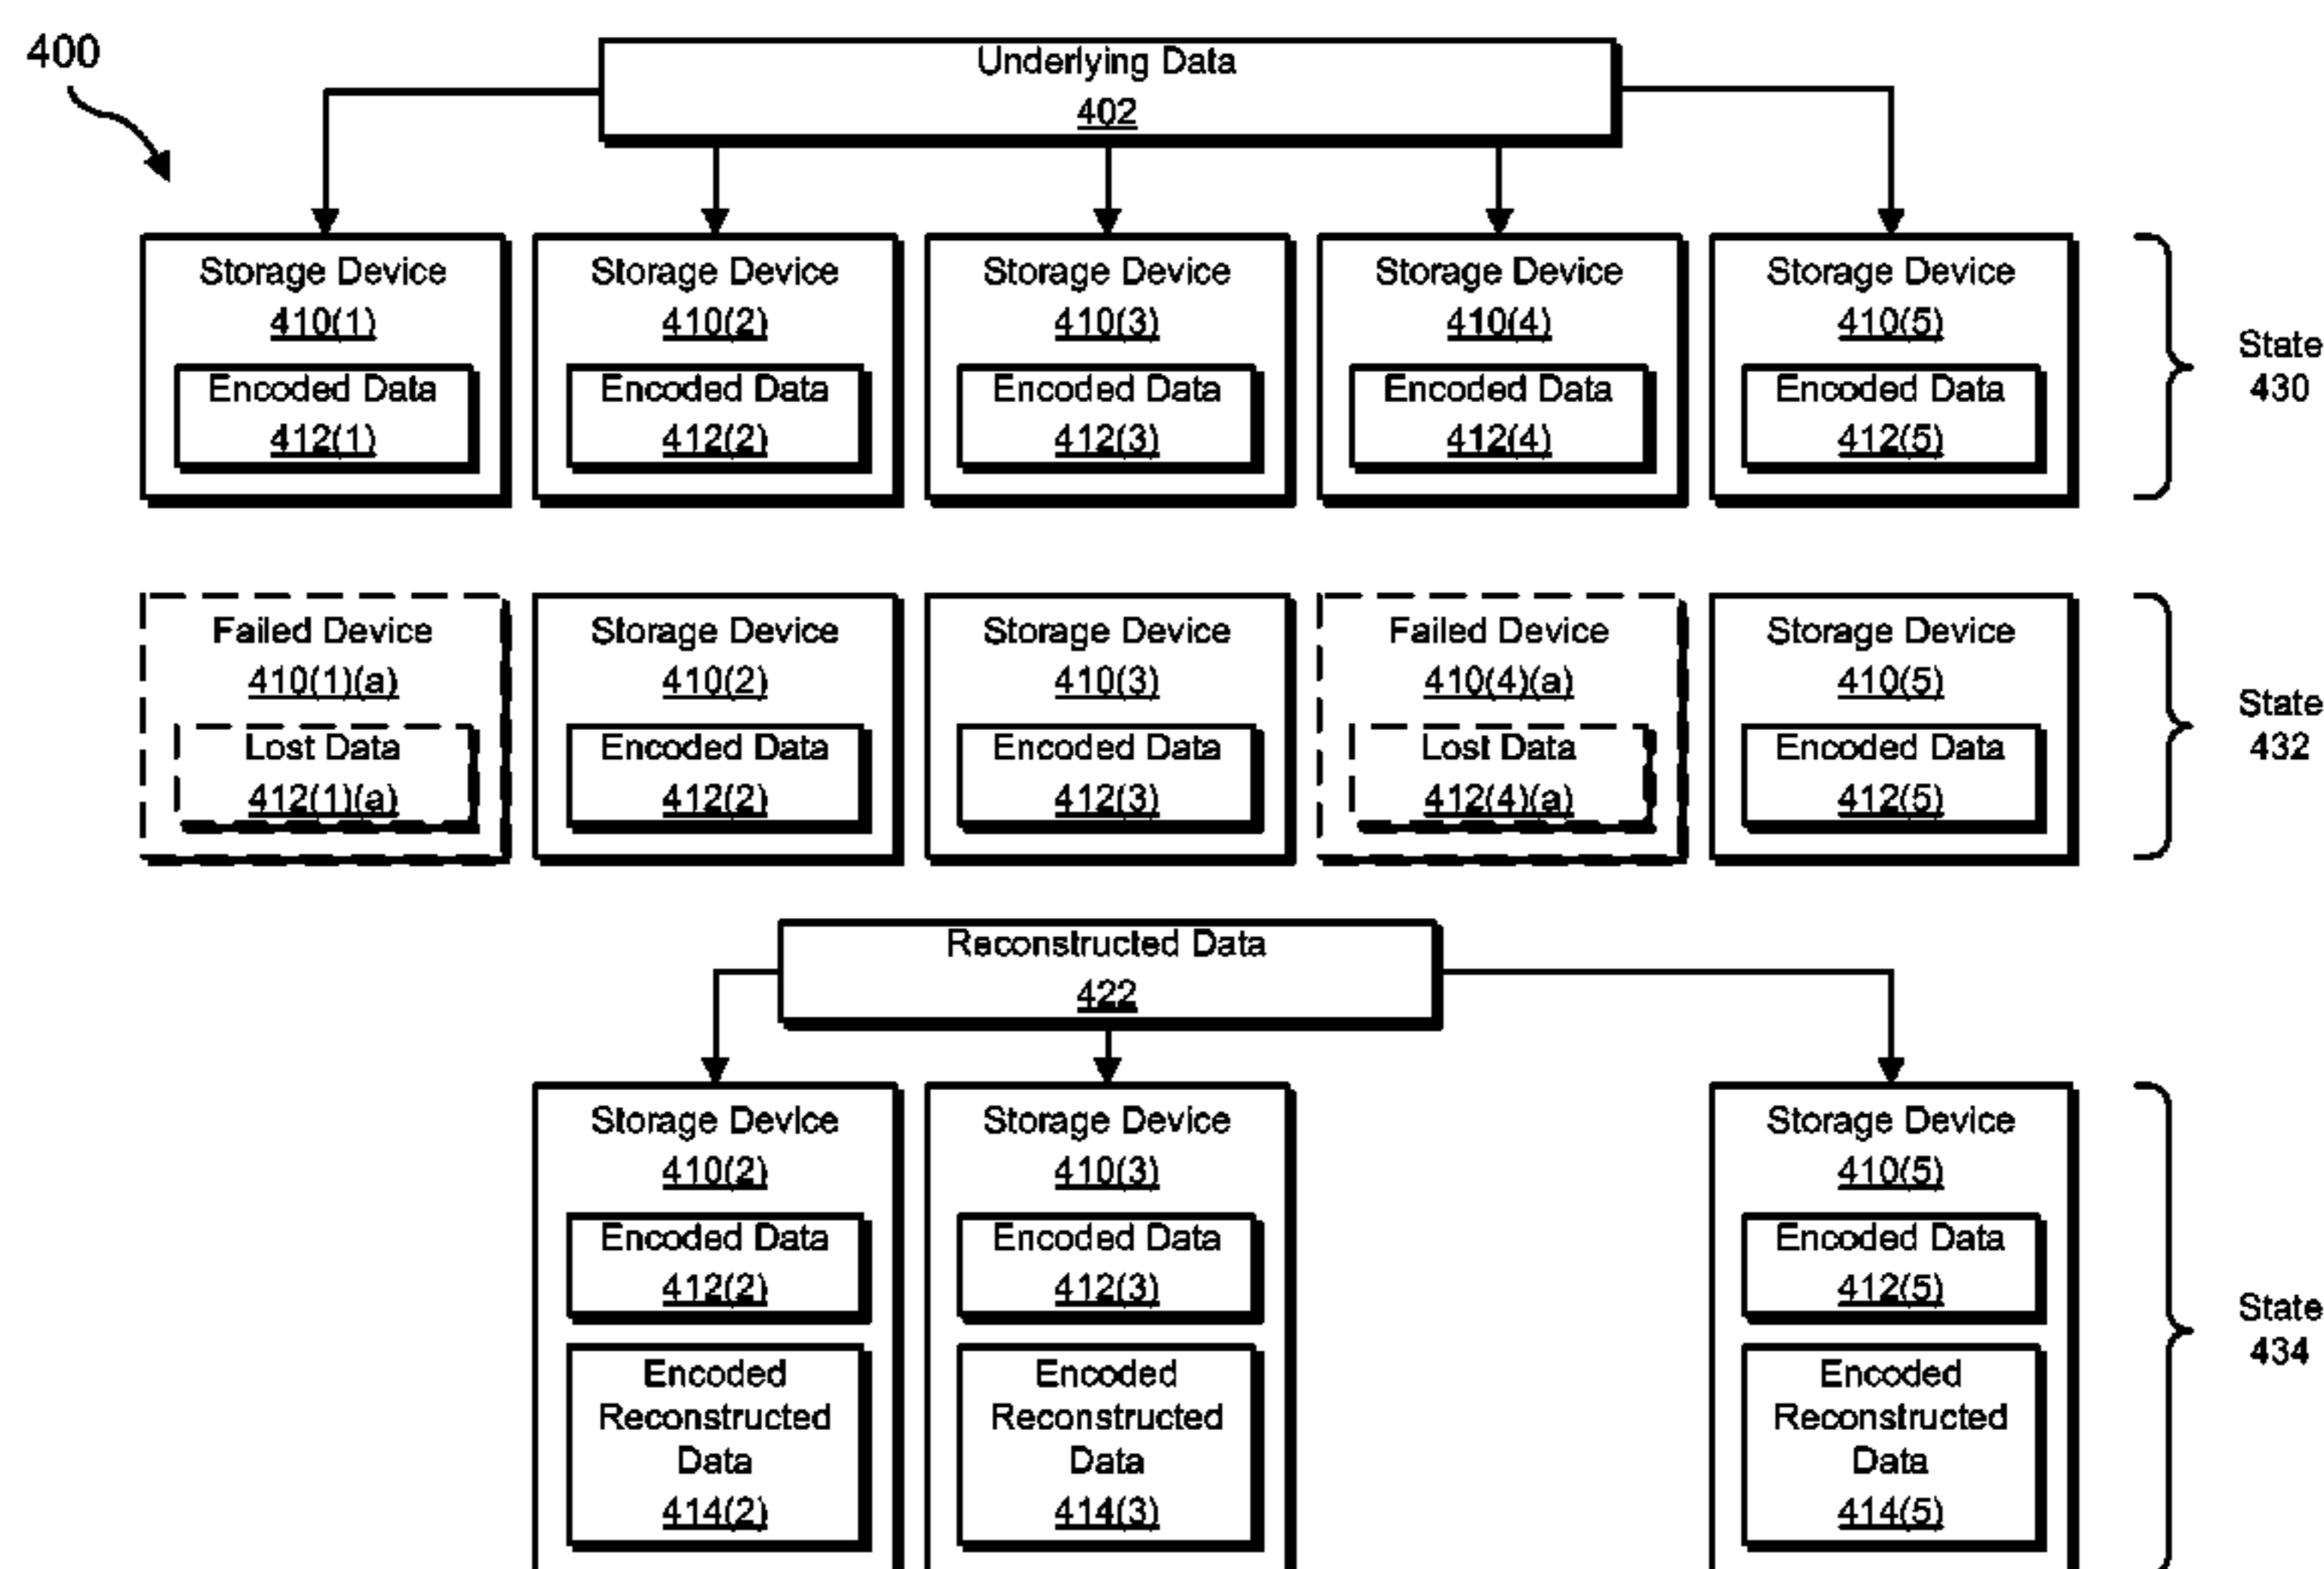 400
Underlying Data
402
Storage Device
410(1)
Encoded Data
412(1)
Storage Device
410(2)
Encoded Data
412(2)
Storage Device
410(3)
Encoded Data
412(3)
Storage Device
410(4)
Encoded Data
412(4)
Storage Device
410(5)
Encoded Data
412(5)
State
430
Failed Device
410(1)(a)
Lost Data
412(1)(a)
Storage Device
410(2)
Encoded Data
412(2)
Storage Device
410(3)
Encoded Data
412(3)
Failed Device
410(4)(a)
Lost Data
412(4)(a)
Storage Device
410(5)
Encoded Data
412(5)
State
432
Reconstructed Data
422
Storage Device
410(2)
Encoded Data
412(2)
Encoded
Reconstructed
Data
414(2)
Storage Device
410(3)
Encoded Data
412(3)
Encoded
Reconstructed
Data
414(3)
Storage Device
410(5)
Encoded Data
412(5)
Encoded
Reconstructed
Data
414(5)
State
434